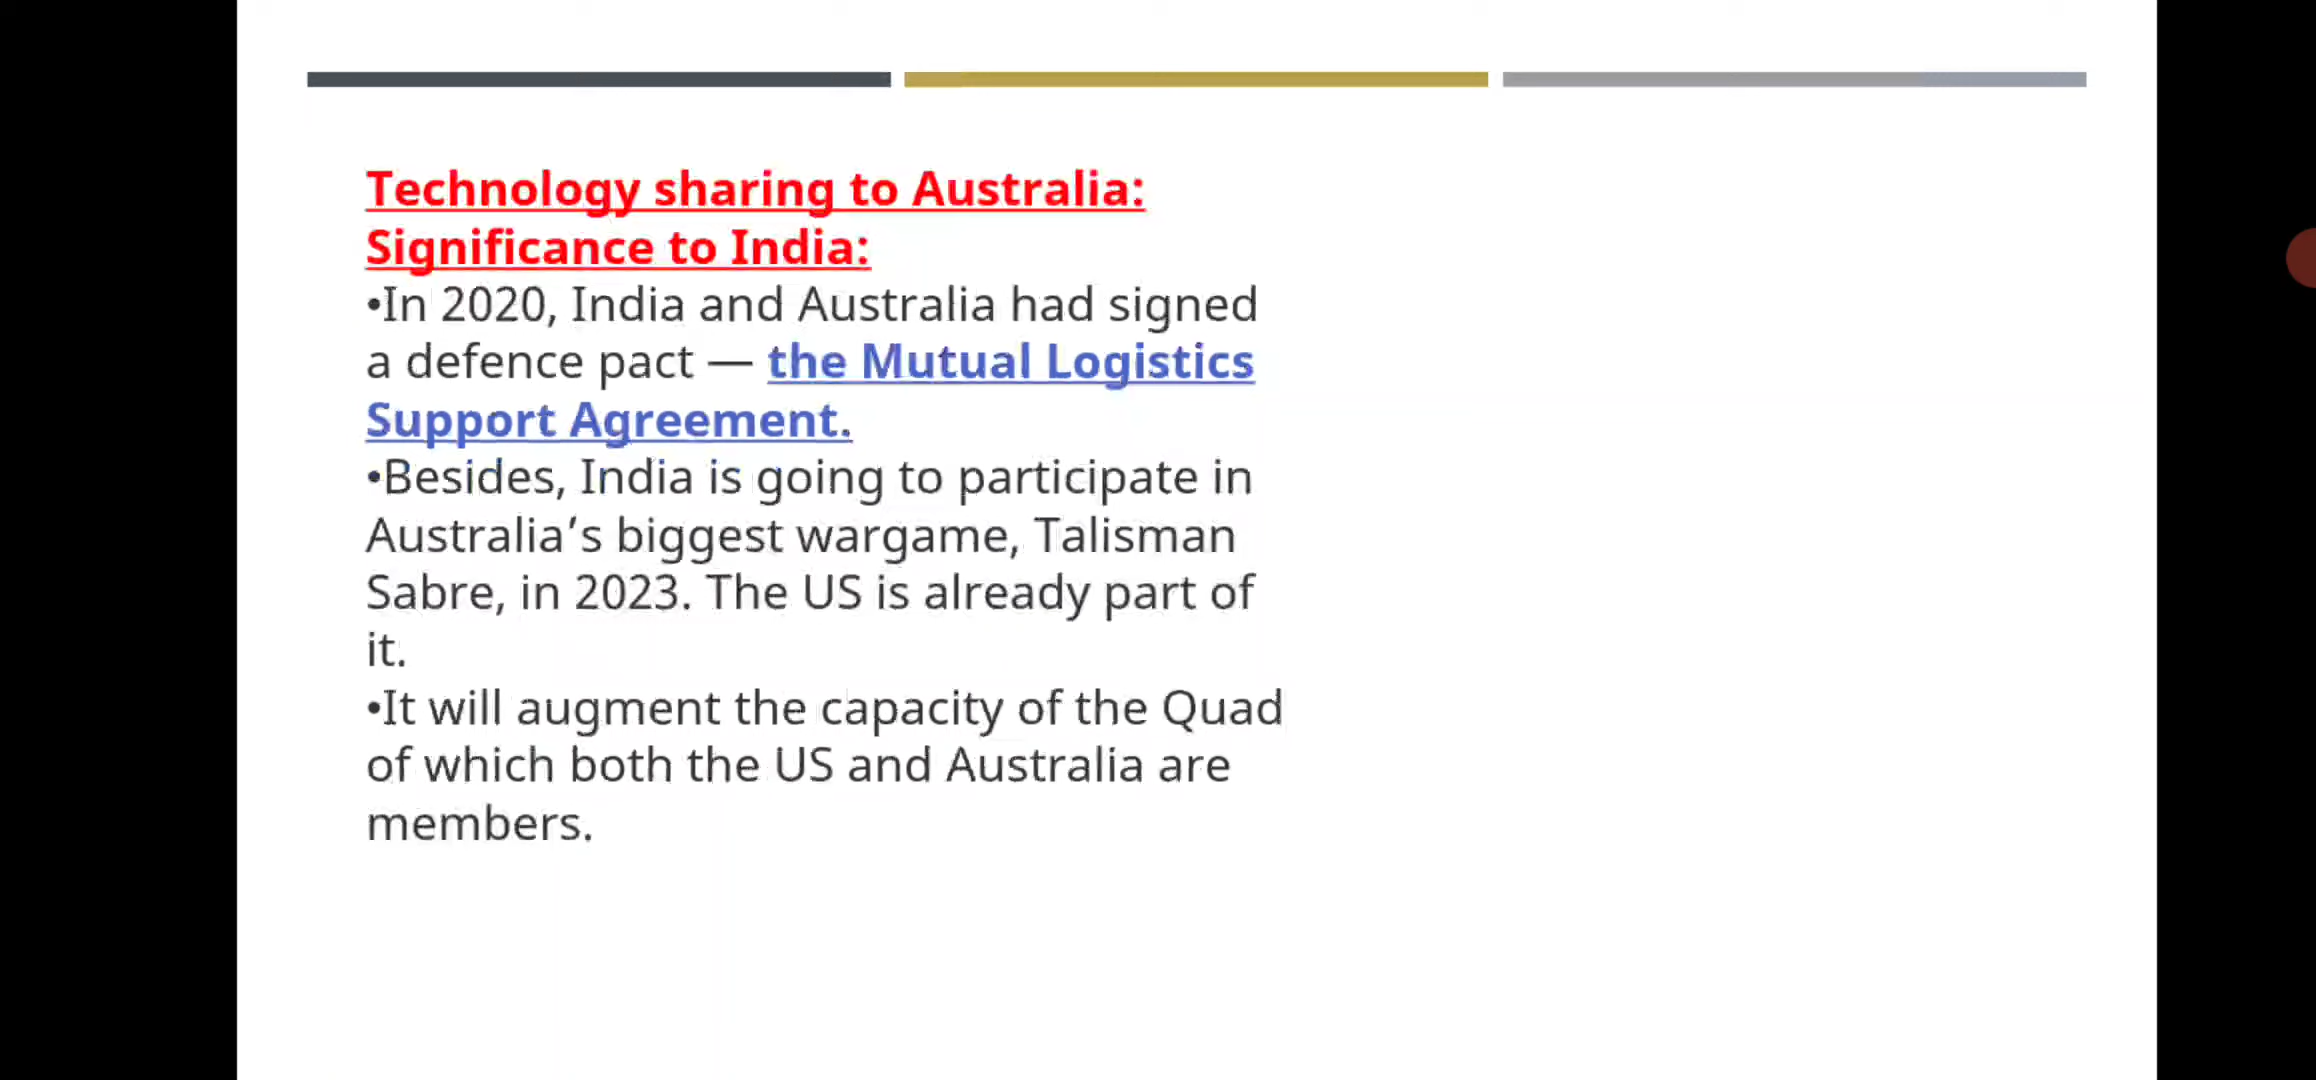 Technology sharing to Australia:
Significance to India:
•In 2020, India and Australia had signed
a defence pact — the Mutual Logistics
Support Agreement.
•Besides, India is going to participate in
Australia’s biggest wargame, Talisman
Sabre, in 2023. The US is already part of
it.
•It will augment the capacity of the Quad
of which both the US and Australia are
members.